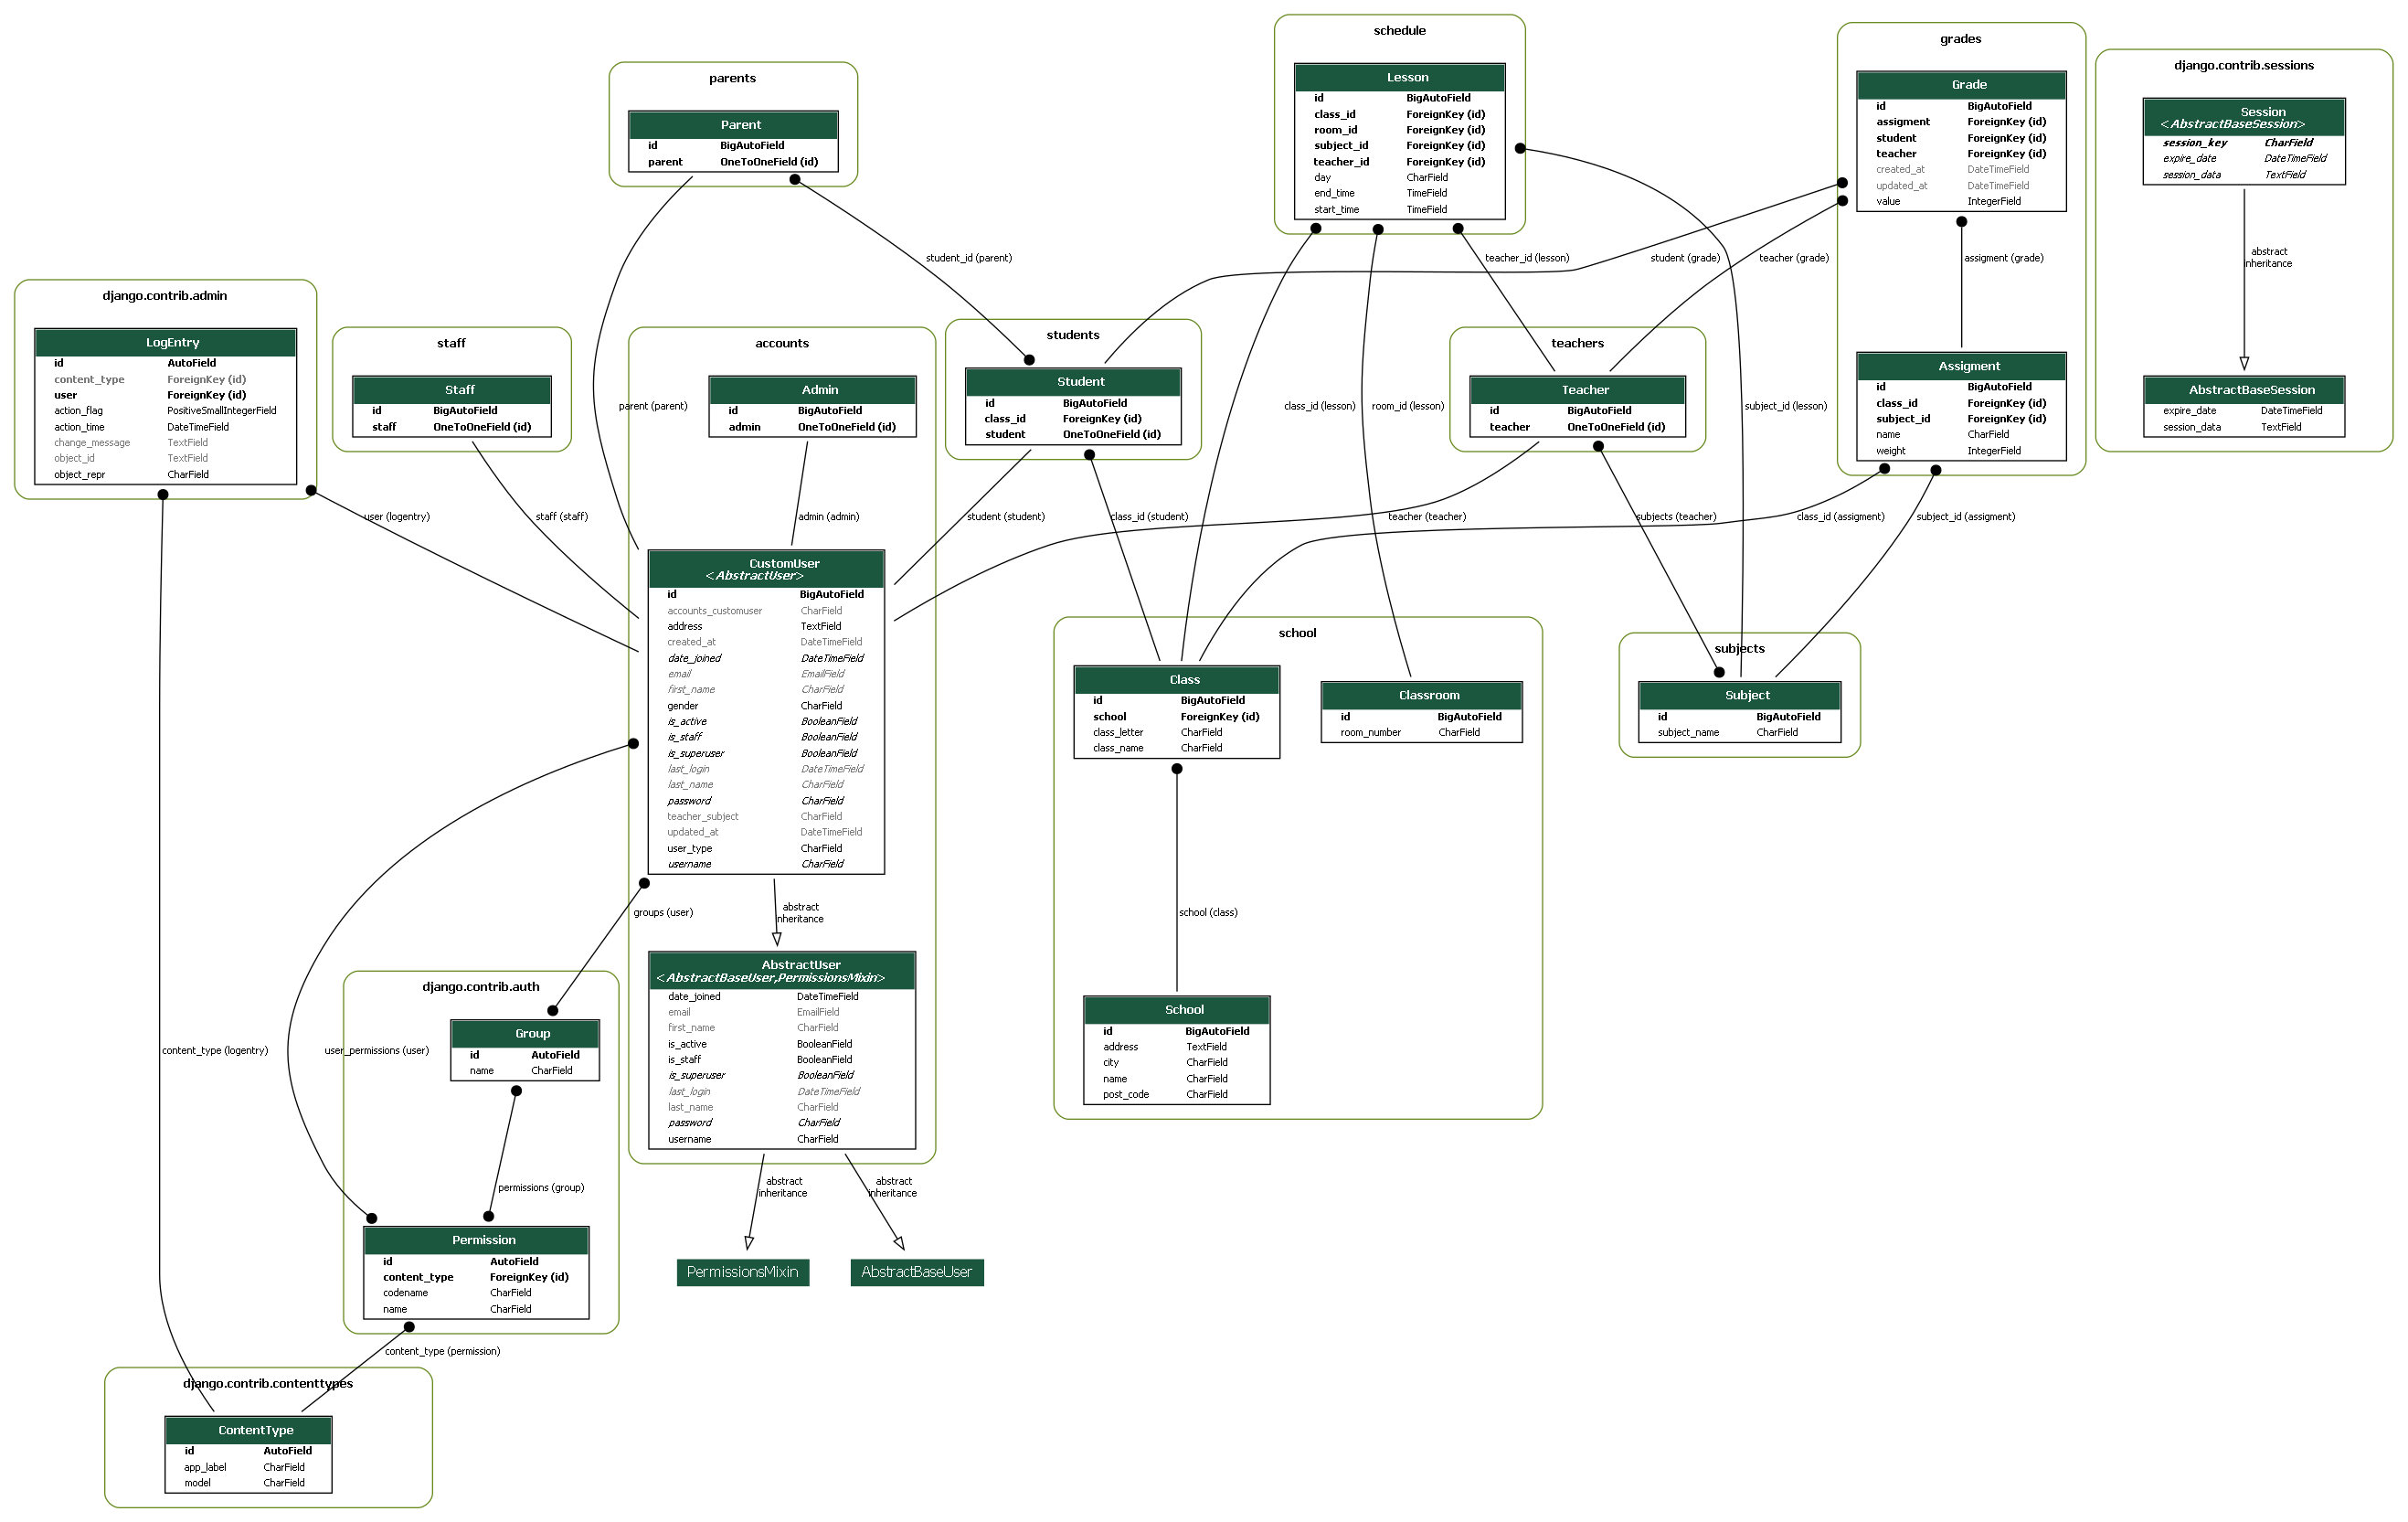 schedule
Lesson
id BigAutoField
class_id ForeignKey (id)
room_id ForeignKey (id)
subject_id ForeignKey (id)
teacher_id ForeignKey (id)
day CharField
end_time TimeField
start_time TimeField
grades
Grade
id BigAutoField
assigment ForeignKey (id)
student ForeignKey (id)
teacher ForeignKey (id)
created_at DateTimeField
updated_at DateTimeField
value IntegerField
django.contrib.sessions
Session
<AbstractBaseSession>
session_key CharField
expire_date DateTimeField
session_data TextField
parents
Parent
id BigAutoField
parent OneToOneField (id)
student_id (parent)
teacher_id (lesson)
student (grade)
teacher (grade)
assigment (grade)
abstract
inheritance
django.contrib.admin
LogEntry
id AutoField
content_type ForeignKey (id)
user ForeignKey (id)
action_flag PositiveSmallIntegerField
action_time DateTimeField
change_message TextField
object_id TextField
object_repr CharField
staff
Staff
id BigAutoField
staff OneToOneField (id)
accounts
Admin
id BigAutoField
admin OneToOneField (id)
parent (parent)
students
Student
id BigAutoField
class_id ForeignKey (id)
student OneToOneField (id)
class_id (lesson)
room_id (lesson)
teachers
Teacher
id BigAutoField
teacher OneToOneField (id)
subject_id (lesson)
Assigment
id BigAutoField
class_id ForeignKey (id)
subject_id ForeignKey (id)
name CharField
weight IntegerField
AbstractBaseSession
expire_date DateTimeField
session_data TextField
user (logentry)
staff (staff)
admin (admin)
student (student)
class_id (student)
teacher (teacher)
subjects (teacher)
class_id (assigment)
subject_id (assigment)
CustomUser
<AbstractUser>
id BigAutoField
accounts_customuser CharField
address TextField
created_at DateTimeField
date_joined DateTimeField
email EmailField
first_name CharField
gender CharField
is_active BooleanField
is_staff BooleanField
is_superuser BooleanField
last_login DateTimeField
last_name CharField
password CharField
teacher_subject CharField
updated_at DateTimeField
user_type CharField
username CharField
school
Class
id BigAutoField
school ForeignKey (id)
class_letter CharField
class_name CharField
Classroom
id BigAutoField
room_number CharField
subjects
Subject
id BigAutoField
subject_name CharField
groups (user)
abstract
inheritance
school (class)
AbstractUser
<AbstractBaseUser,PermissionsMixin>
date_joined DateTimeField
email EmailField
first_name CharField
is_active BooleanField
is_staff BooleanField
is_superuser BooleanField
last_login DateTimeField
last_name CharField
password CharField
username CharField
School
id BigAutoField
address TextField
city CharField
name CharField
post_code CharField
django.contrib.auth
Group
id AutoField
name CharField
content_type (logentry)
user_permissions (user)
permissions (group)
abstract
inheritance
abstract
inheritance
Permission
id AutoField
content_type ForeignKey (id)
codename CharField
name CharField
PermissionsMixin
AbstractBaseUser
content_type (permission)
django.contrib.contenttypes
ContentType
id AutoField
app_label CharField
model CharField